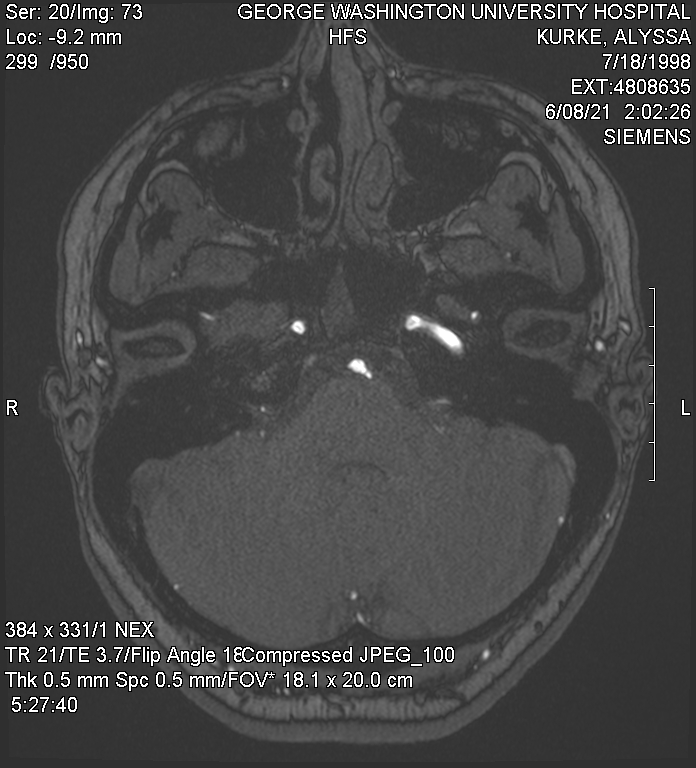 Ser: 20/Img: 73
Loc: -9.2 mm
299 /950
GEORGE WASHINGTON UNIVERSITY HOSPITAL
HFS
KURKE, ALYSSA
7/18/1998
EXT:4808635
6/08/21 2:02:26
SIEMENS
R
L
384 x 331/1 NEX
TR 21/TE 3.7/Flip Angle 18Compressed JPEG_100
Thk 0.5 mm Spc 0.5 mm/FOV* 18.1 x 20.0 cm
5:27:40